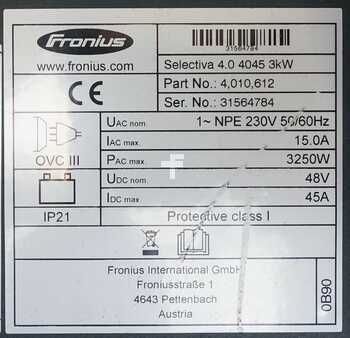 Fronius
www.fronius.com
31564784
Selectiva 4.0 4045 3kW
Part No.: 4,010,612
Ser. No.: 31564784
CE
OVC III
IP21
UAC nom 1~ NPE 230V 50/60Hz
IAC max. 15.0A
PAC max. 3250W
UDC nom 48V
IDC max 45A
Protective class I
Fronius International GmbH
Froniusstraße 1
4643 Pettenbach
Austria
0B90